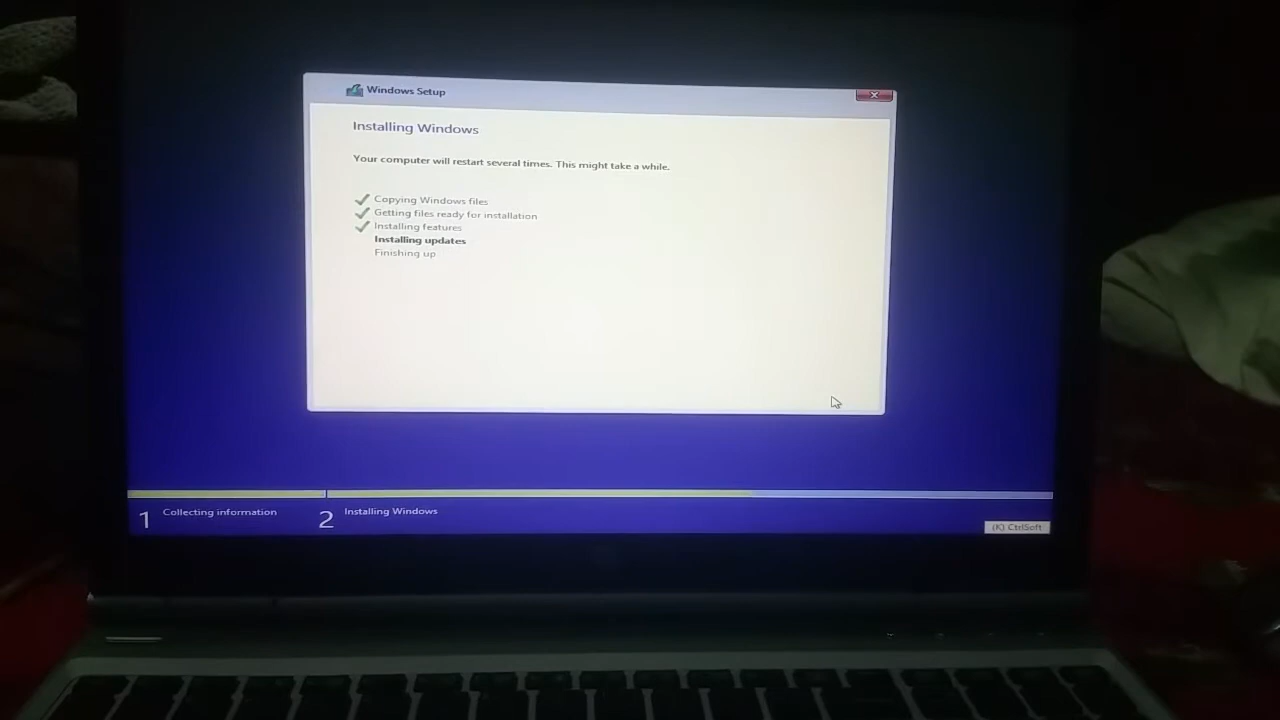 Windows Setup
Installing Windows
Your computer will restart several times. This might take a while.
Copying Windows files
Getting files ready for installation
Installing features
Installing updates
Finishing up
1 Collecting information
2 Installing Windows
(K) CtrlSoft